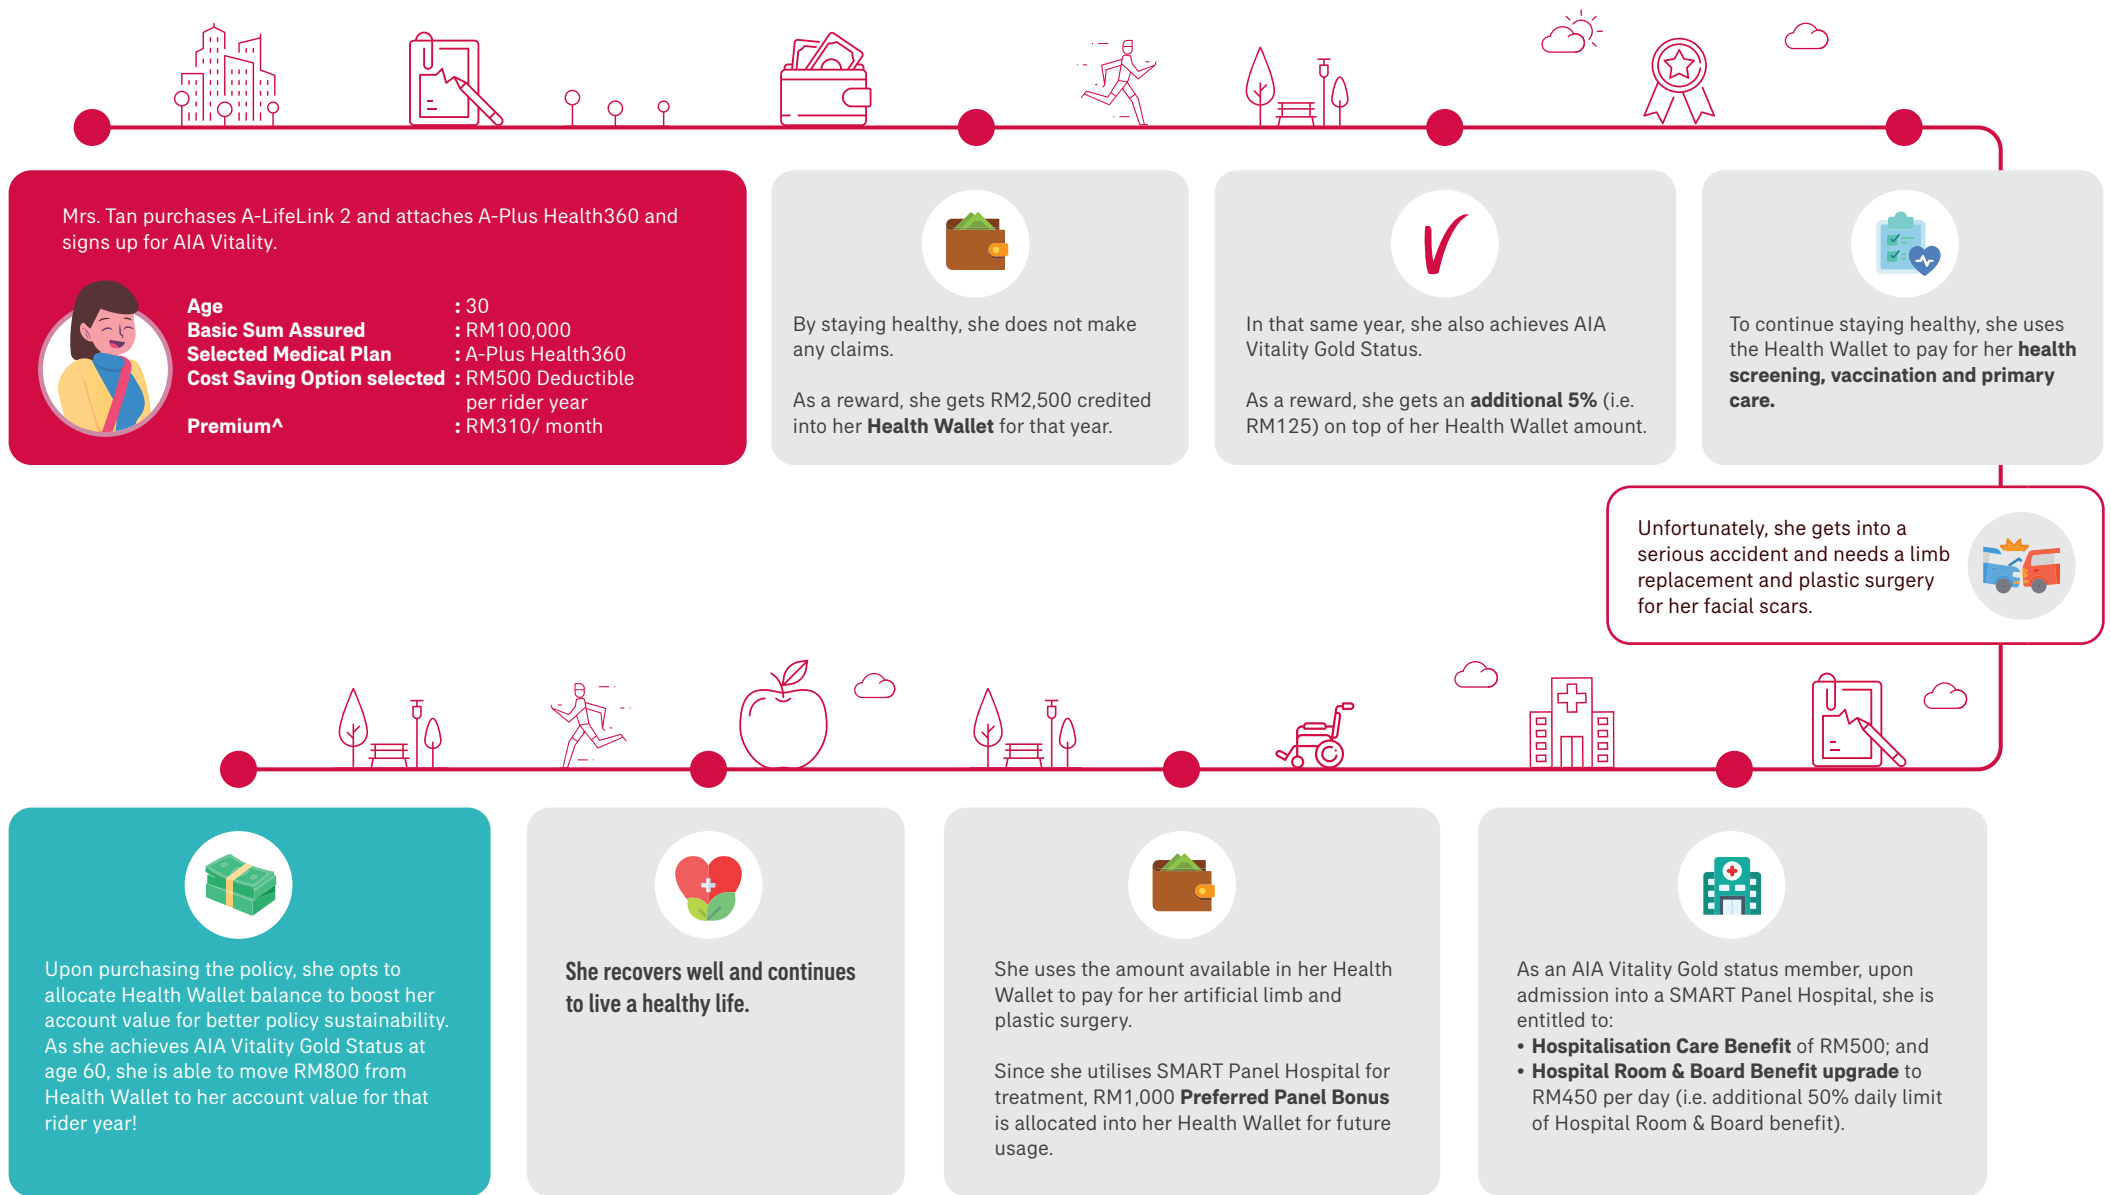 Mrs. Tan purchases A-LifeLink 2 and attaches A-Plus Health360 and
signs up for AIA Vitality.
Age : 30
Basic Sum Assured : RM100,000
Selected Medical Plan : A-Plus Health360
Cost Saving Option selected : RM500 Deductible
per rider year
Premium^ : RM310/ month
By staying healthy, she does not make
any claims.
As a reward, she gets RM2,500 credited
into her Health Wallet for that year.
In that same year, she also achieves AIA
Vitality Gold Status.
As a reward, she gets an additional 5% (i.e.
RM125) on top of her Health Wallet amount.
To continue staying healthy, she uses
the Health Wallet to pay for her health
screening, vaccination and primary
care.
Unfortunately, she gets into a
serious accident and needs a limb
replacement and plastic surgery
for her facial scars.
As an AIA Vitality Gold status member, upon
admission into a SMART Panel Hospital, she is
entitled to:
• Hospitalisation Care Benefit of RM500; and
• Hospital Room & Board Benefit upgrade to
RM450 per day (i.e. additional 50% daily limit
of Hospital Room & Board benefit).
She uses the amount available in her Health
Wallet to pay for her artificial limb and
plastic surgery.
Since she utilises SMART Panel Hospital for
treatment, RM1,000 Preferred Panel Bonus
is allocated into her Health Wallet for future
usage.
She recovers well and continues
to live a healthy life.
Upon purchasing the policy, she opts to
allocate Health Wallet balance to boost her
account value for better policy sustainability.
As she achieves AIA Vitality Gold Status at
age 60, she is able to move RM800 from
Health Wallet to her account value for that
rider year!